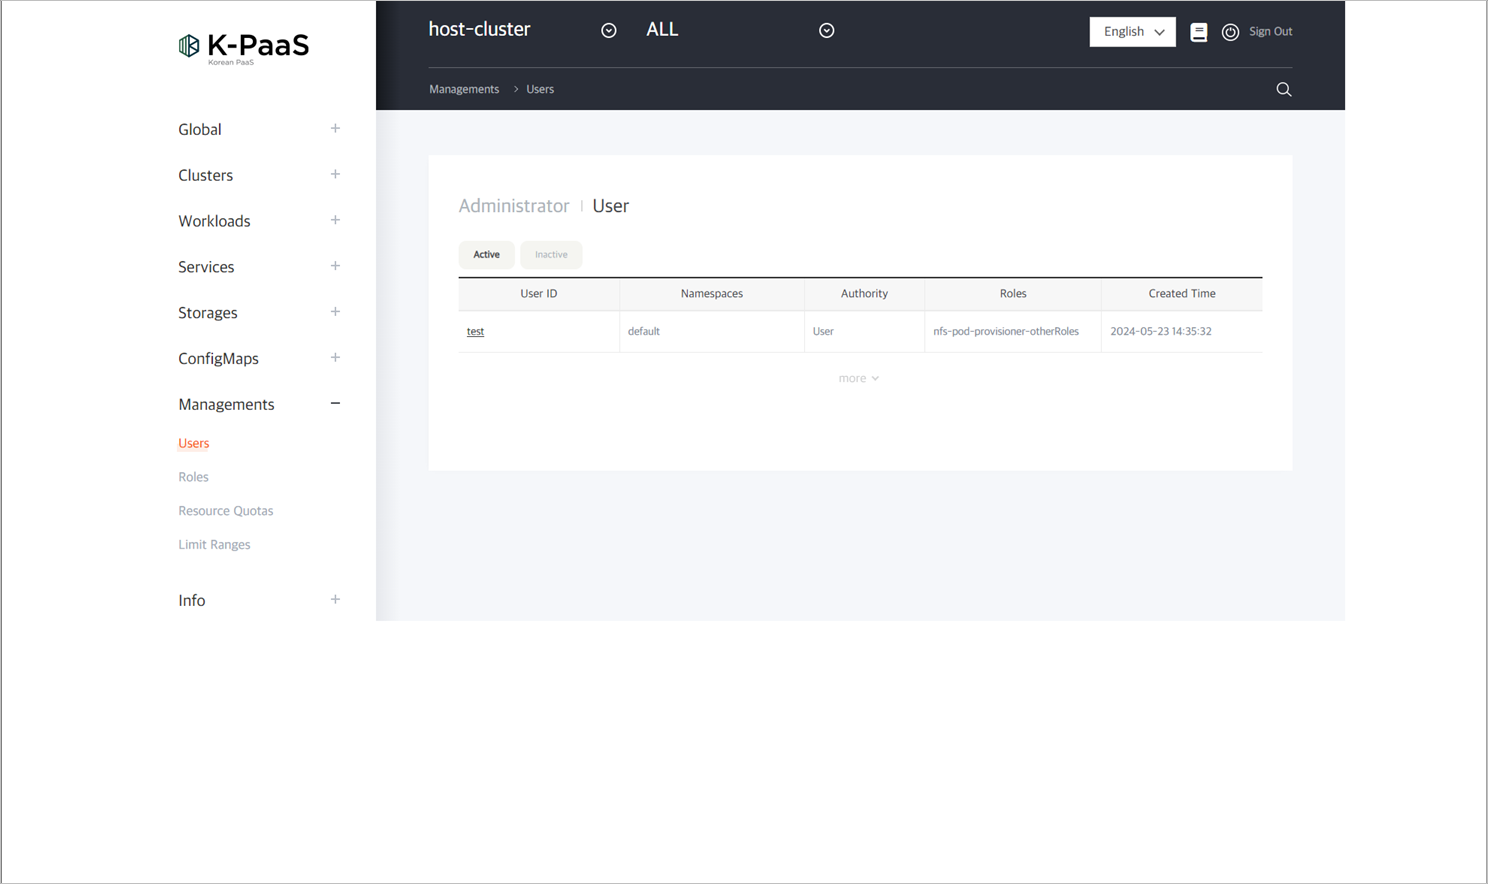 K-PaaS
Korean PaaS
host-cluster
ALL
English
Sign Out
Managements > Users
Global
Clusters
Workloads
Services
Storages
ConfigMaps
Managements
Users
Roles
Resource Quotas
Limit Ranges
Info
Administrator | User
Active Inactive
User ID Namespaces Authority Roles Created Time
test default User nfs-pod-provisioner-otherRoles 2024-05-23 14:35:32
more